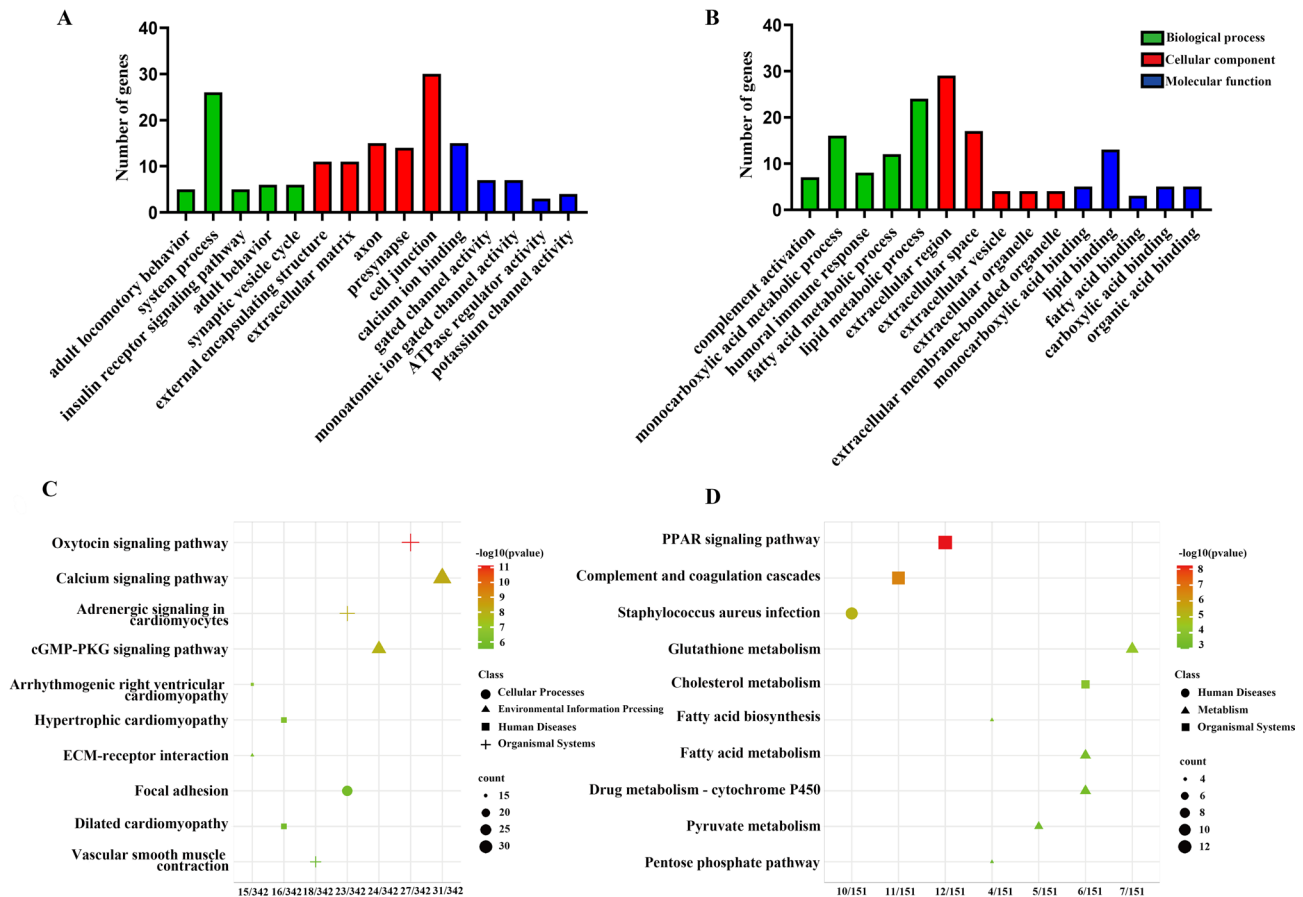 A
Number of genes
40
30
20
10
0
adult locomotory behavior
system process
insulin receptor signaling pathway
adult behavior
synaptic vesicle cycle
external encapsulating structure
extracellular matrix
axon
presynapse
cell junction
calcium ion binding
gated channel activity
monoatomic ion gated channel activity
ATPase regulator activity
potassium channel activity
B
Number of genes
40
30
20
10
0
complement activation
monocarboxylic acid metabolic process
humoral immune response
fatty acid metabolic process
lipid metabolic process
extracellular region
extracellular space
extracellular vesicle
extracellular organelle
extracellular membrane-bounded organelle
monocarboxylic acid binding
lipid binding
fatty acid binding
carboxylic acid binding
organic acid binding
Biological process
Cellular component
Molecular function
C
Oxytocin signaling pathway
Calcium signaling pathway
Adrenergic signaling in
cardiomyocytes
cGMP-PKG signaling pathway
Arrhythmogenic right ventricular
cardiomyopathy
Hypertrophic cardiomyopathy
ECM-receptor interaction
Focal adhesion
Dilated cardiomyopathy
Vascular smooth muscle
contraction
15/342 16/342 18/342 23/342 24/342 27/342 31/342
-log10(pvalue)
11
10
9
8
7
6
Class
Cellular Processes
Environmental Information Prcessing
Human Diseases
Organismal Systems
count
15
20
25
30
D
PPAR signaling pathway
Complement and coagulation cascades
Staphylococcus aureus infection
Glutathione metabolism
Cholesterol metabolism
Fatty acid biosynthesis
Fatty acid metabolism
Drug metabolism - cytochrome P450
Pyruvate metabolism
Pentose phosphate pathway
10/151 11/151 12/151 4/151 5/151 6/151 7/151
-log10(pvalue)
8
7
6
5
4
3
Class
Human Diseases
Metablism
Organismal Systems
count
4
6
8
10
12